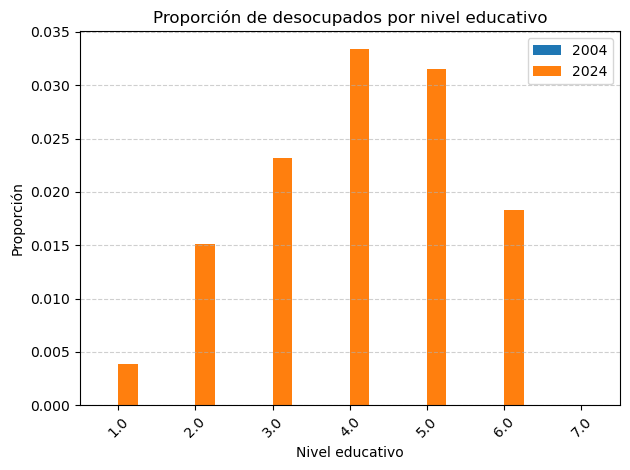 Proporción de desocupados por nivel educativo
2004
2024
0.035
0.030
0.025
0.020
0.015
0.010
0.005
0.000
Proporción
1.0 2.0 3.0 4.0 5.0 6.0 7.0
Nivel educativo